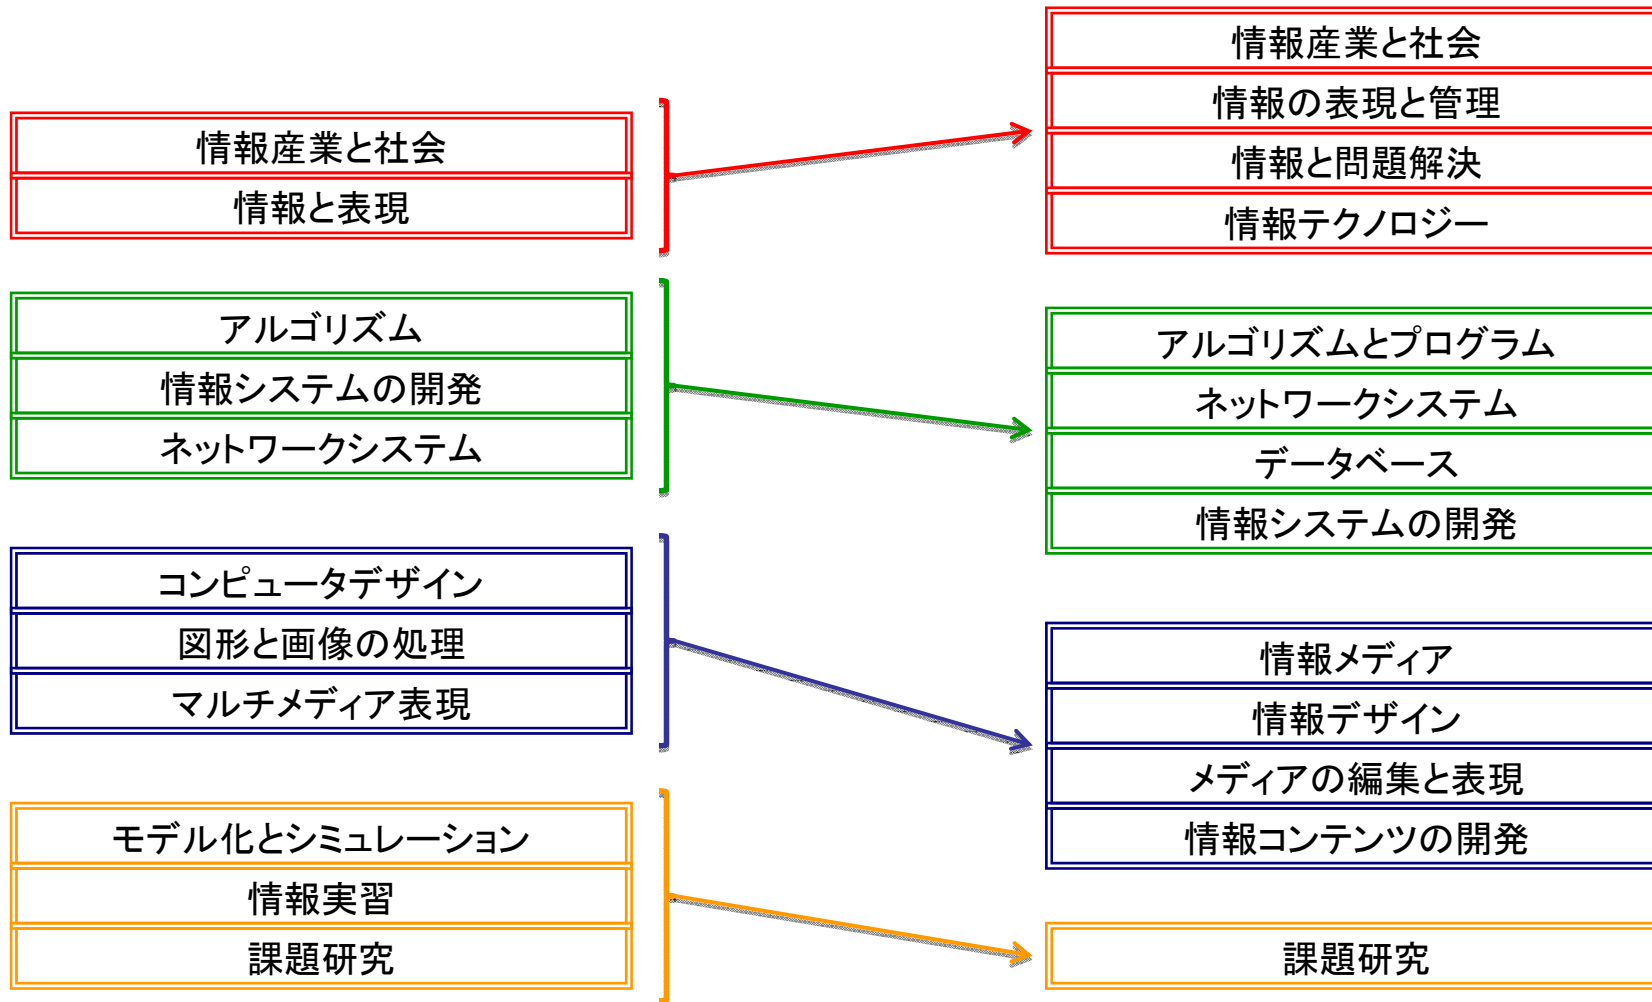 情報産業と社会
情報と表現
アルゴリズム
情報システムの開発
ネットワークシステム
コンピュータデザイン
図形と画像の処理
マルチメディア表現
モデル化とシミュレーション
情報実習
課題研究
情報産業と社会
情報の表現と管理
情報と問題解決
情報テクノロジー
アルゴリズムとプログラム
ネットワークシステム
データベース
情報システムの開発
情報メディア
情報デザイン
メディアの編集と表現
情報コンテンツの開発
課題研究